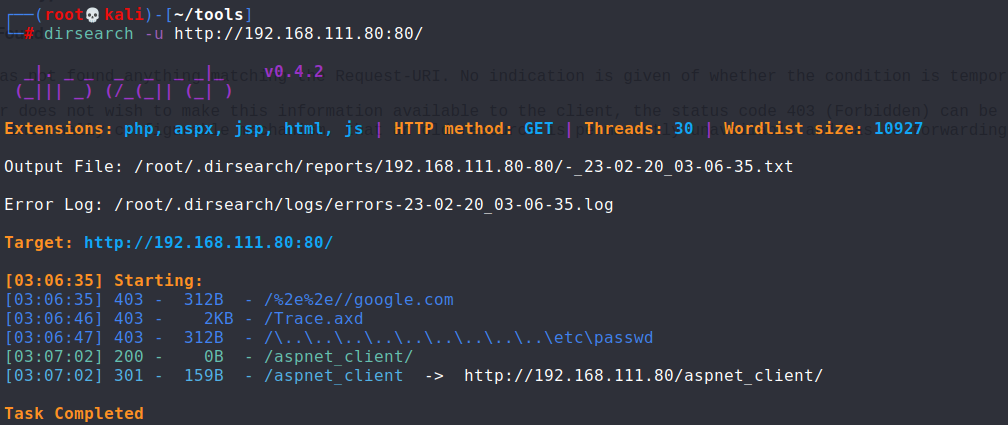 ┌──(root💀kali)-[~/tools]
└─# dirsearch -u http://192.168.111.80:80/
_|. _ _ _ _ _ _|_ v0.4.2
(_||| _) (/_(_|| (_| )
as not found anything matching the Request-URI. No indication is given of whether the condition is tempor
r does not wish to make this information available to the client, the status code 403 (Forbidden) can be
Extensions: php, aspx, jsp, html, js | HTTP method: GET | Threads: 30 | Wordlist size: 10927
Output File: /root/.dirsearch/reports/192.168.111.80-80/-_23-02-20_03-06-35.txt
Error Log: /root/.dirsearch/logs/errors-23-02-20_03-06-35.log
Target: http://192.168.111.80:80/
[03:06:35] Starting:
[03:06:35] 403 - 312B - /%2e%2e//google.com
[03:06:46] 403 - 2KB - /Trace.axd
[03:06:47] 403 - 312B - /\..\..\..\..\..\..\..\..\..\etc\passwd
[03:07:02] 200 - 0B - /aspnet_client/
[03:07:02] 301 - 159B - /aspnet_client -> http://192.168.111.80/aspnet_client/
Task Completed